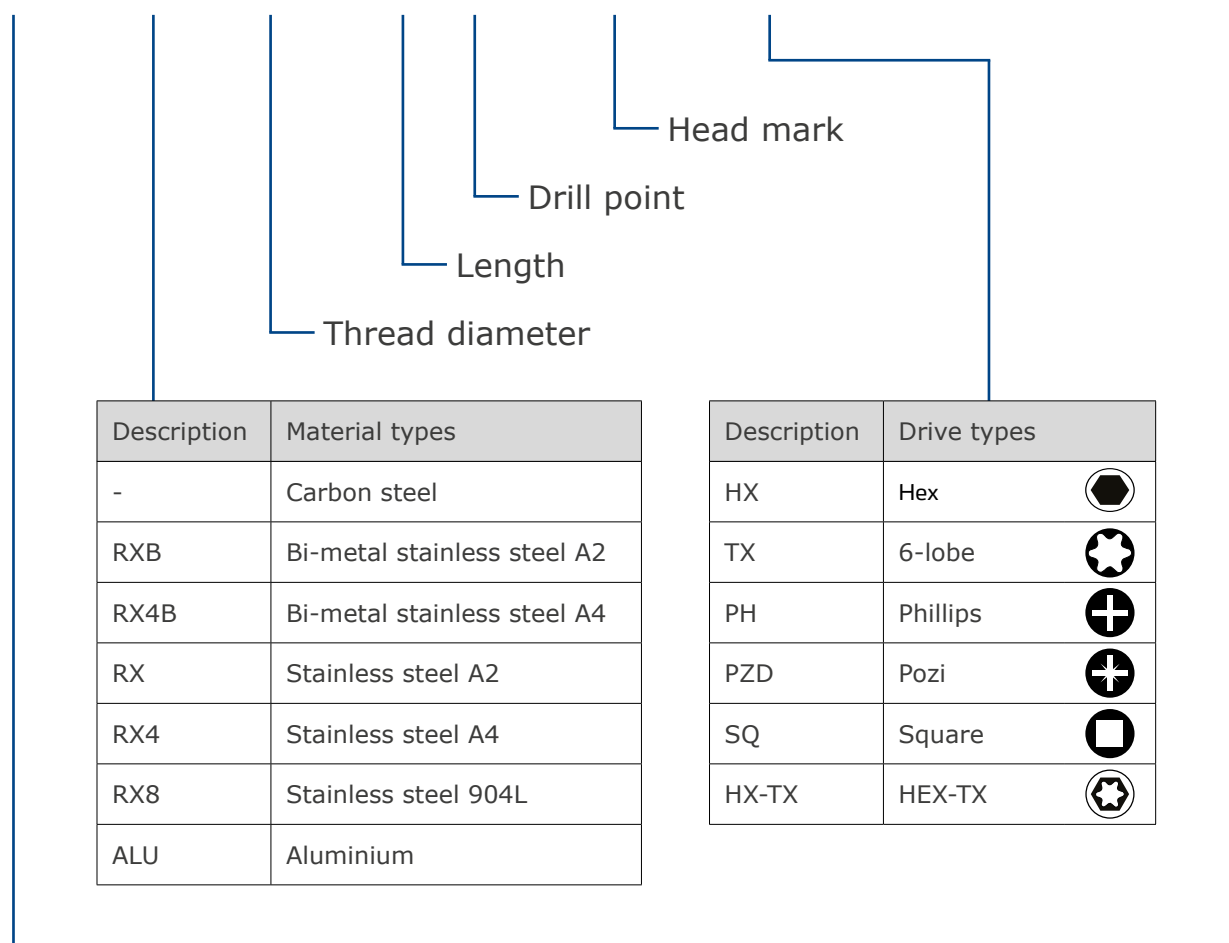 Head mark
Drill point
Length
Thread diameter
Description Material types
- Carbon steel
RXB Bi-metal stainless steel A2
RX4B Bi-metal stainless steel A4
RX Stainless steel A2
RX4 Stainless steel A4
RX8 Stainless steel 904L
ALU Aluminium
Description Drive types
HX Hex
TX 6-lobe
PH Phillips
PZD Pozi
SQ Square
HX-TX HEX-TX